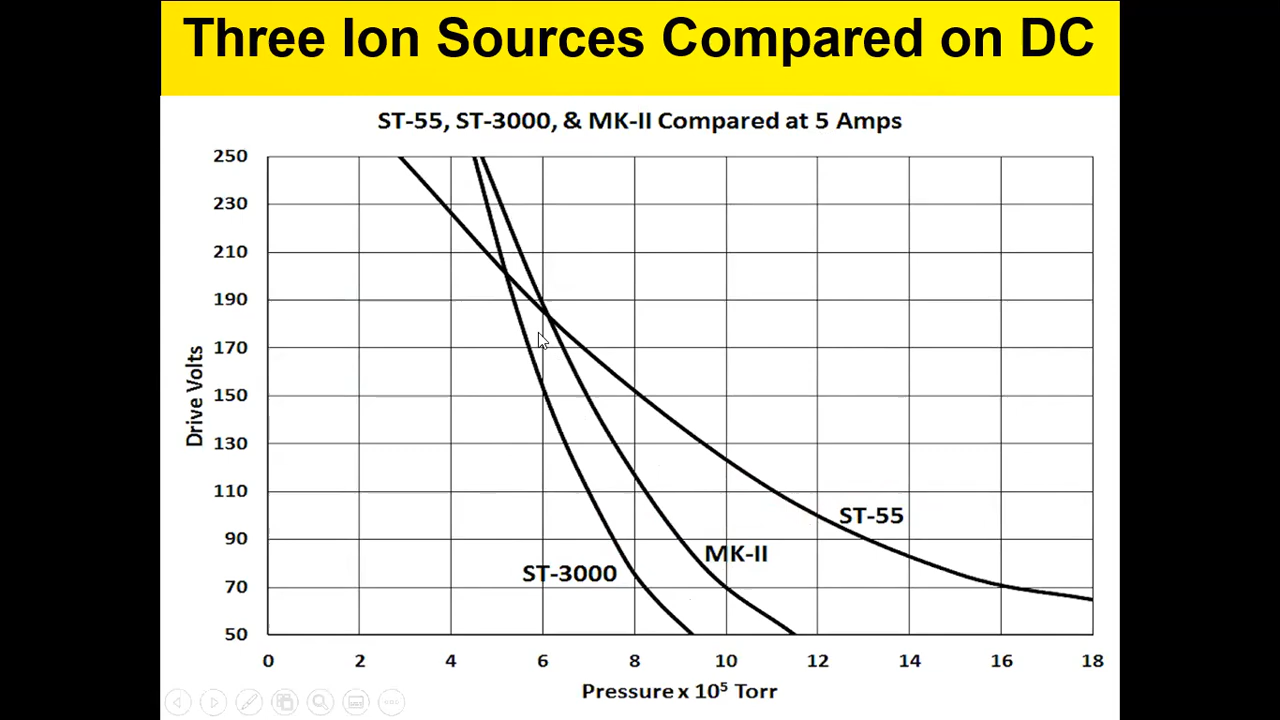 Three Ion Sources Compared on DC
ST-55, ST-3000, & MK-II Compared at 5 Amps
250
230
210
190
170
150
130
110
90
70
50
Drive Volts
ST-55
MK-II
ST-3000
0 2 4 6 8 10 12 14 16 18
Pressure x 10⁵ Torr